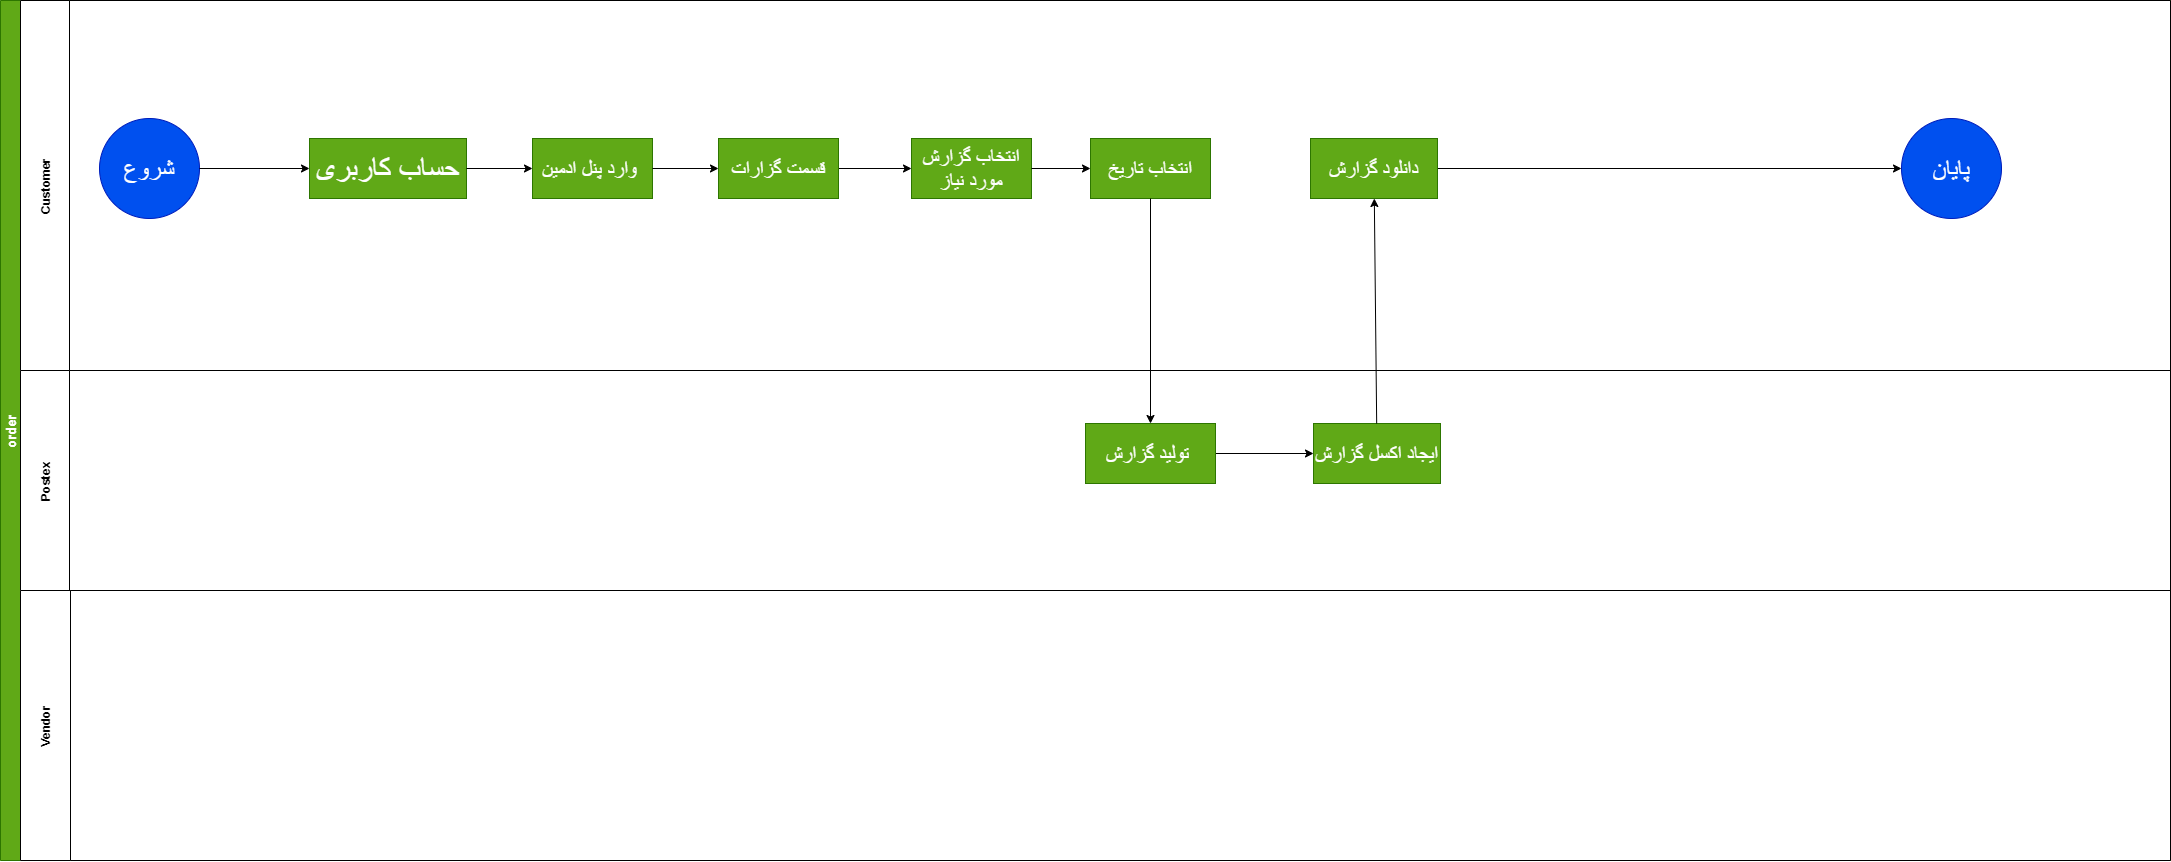 order
Customer
شروع
حساب کاربری
وارد پنل ادمین
قسمت گزارات
انتخاب گزارش
مورد نیاز
انتخاب تاریخ
دانلود گزارش
پایان
Postex
تولید گزارش
ایجاد اکسل گزارش
Vendor